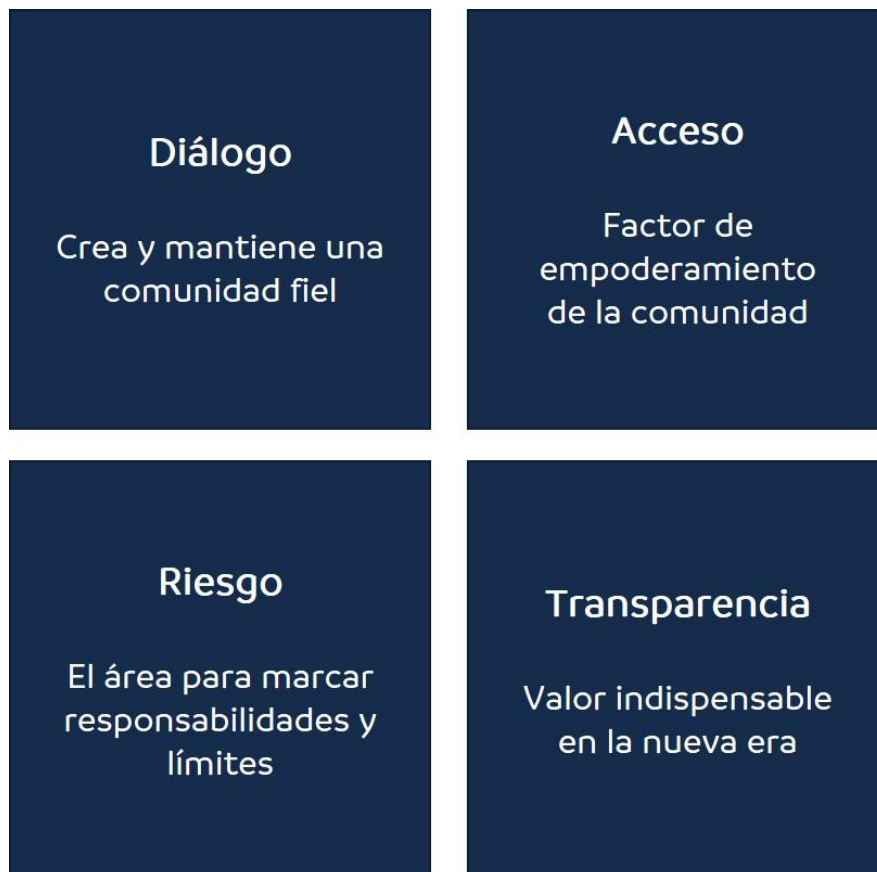 Diálogo
Crea y mantiene una
comunidad fiel
Acceso
Factor de
empoderamiento
de la comunidad
Riesgo
El área para marcar
responsabilidades y
límites
Transparencia
Valor indispensable
en la nueva era